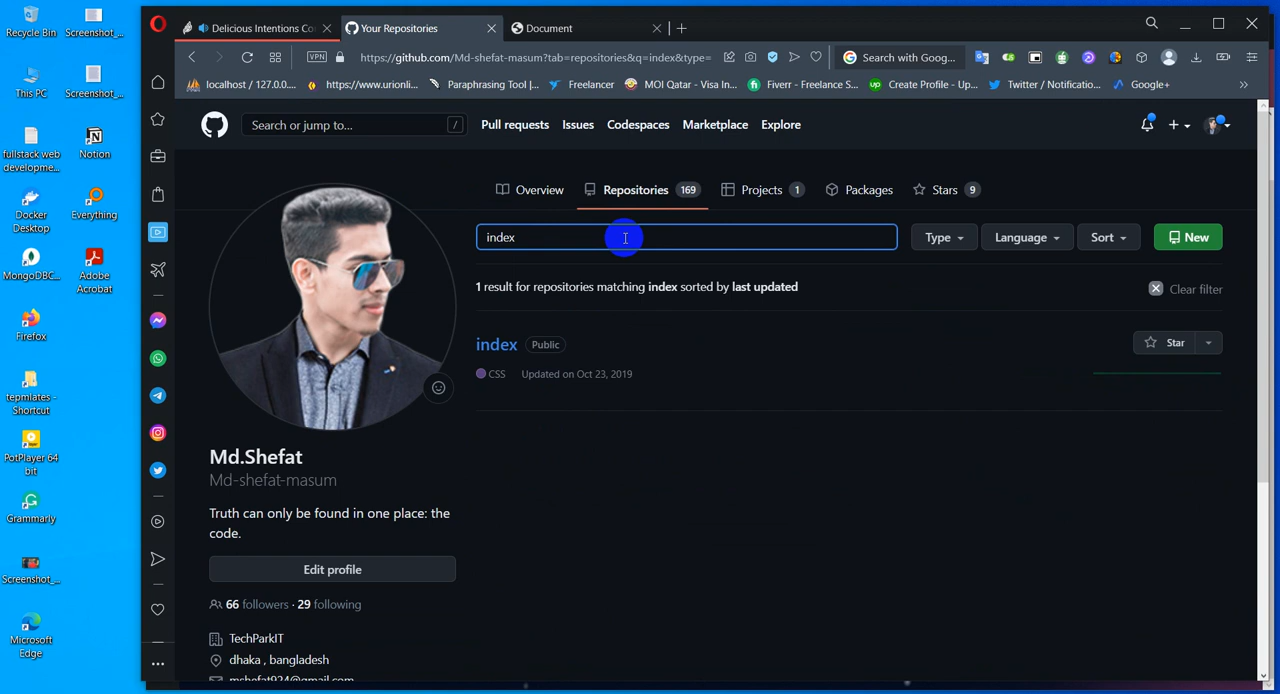 Recycle Bin
Screenshot_...
This PC
Screenshot_...
fullstack web
developme...
Notion
Docker
Desktop
Everything
MongoDBC...
Adobe
Acrobat
Firefox
tepmlates -
Shortcut
PotPlayer 64
bit
Grammarly
Screenshot_...
Microsoft
Edge
Delicious Intentions Co
Your Repositories
Document
VPN
https://github.com/Md-shefat-masum?tab=repositories&q=index&type=
Search with Goog...
localhost / 127.0.0....
https://www.urionli...
Paraphrasing Tool |...
Freelancer
MOI Qatar - Visa In...
Fiverr - Freelance S...
Create Profile - Up...
Twitter / Notificatio...
Google+
Search or jump to...
/
Pull requests
Issues
Codespaces
Marketplace
Explore
Overview
Repositories 169
Projects 1
Packages
Stars 9
index
Type
Language
Sort
New
1 result for repositories matching index sorted by last updated
Clear filter
index Public
Star
CSS Updated on Oct 23, 2019
Md.Shefat
Md-shefat-masum
Truth can only be found in one place: the
code.
Edit profile
66 followers · 29 following
TechParkIT
dhaka , bangladesh
mshefat924@gmail.com